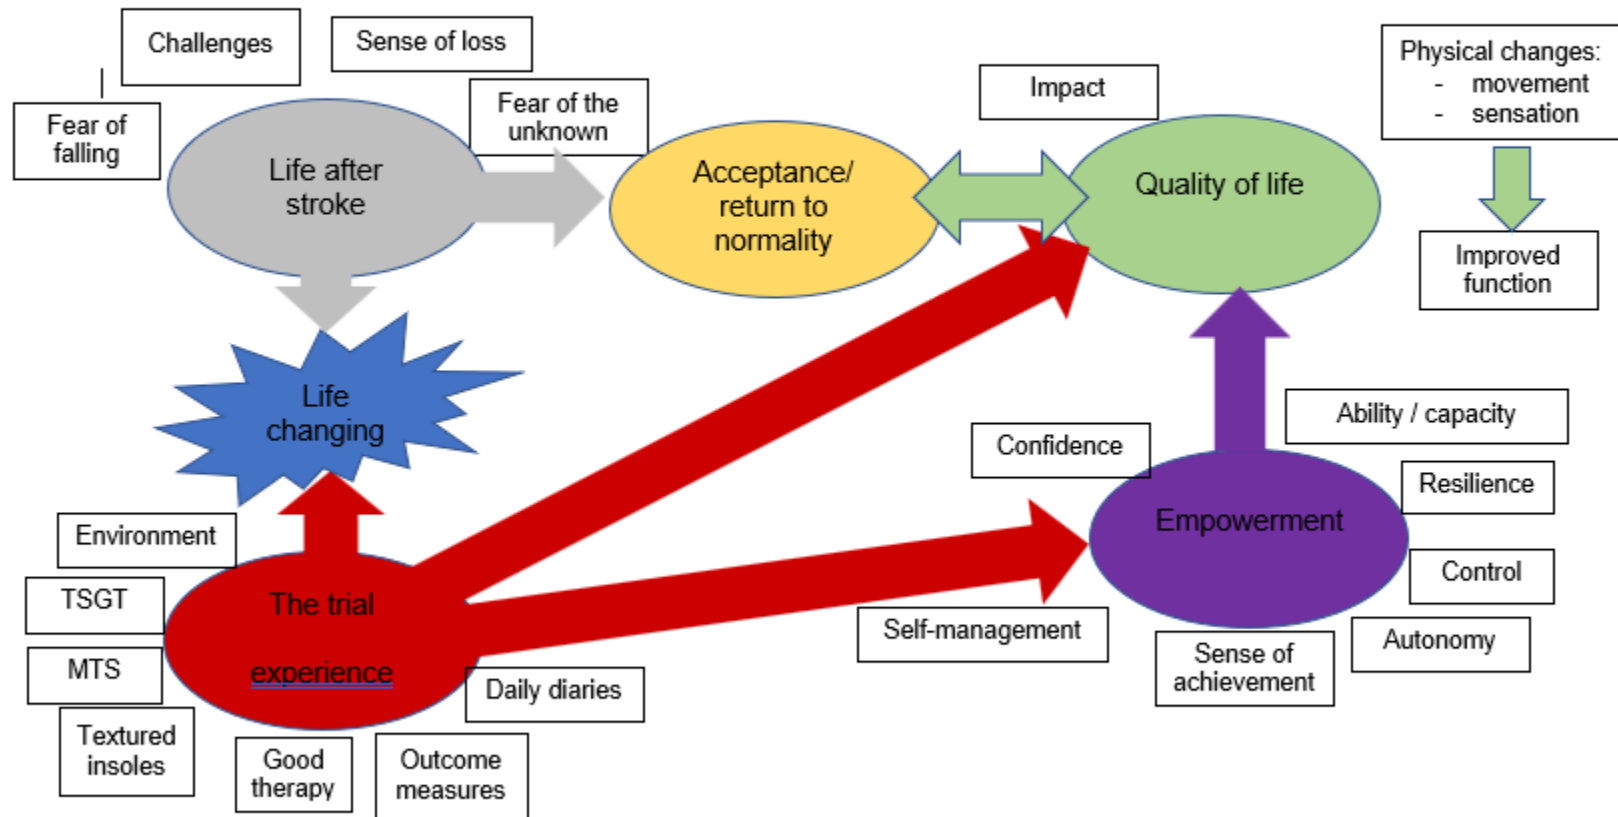 Challenges
Sense of loss
Fear of
falling
Fear of the
unknown
Life after
stroke
Acceptance/
return to
normality
Impact
Quality of life
Physical changes:
- movement
- sensation
Improved
function
Life
changing
Ability / capacity
Confidence
Resilience
Empowerment
Control
Autonomy
Sense of
achievement
Self-management
Environment
TSGT
MTS
Textured
insoles
The trial
experience
Good
therapy
Outcome
measures
Daily diaries